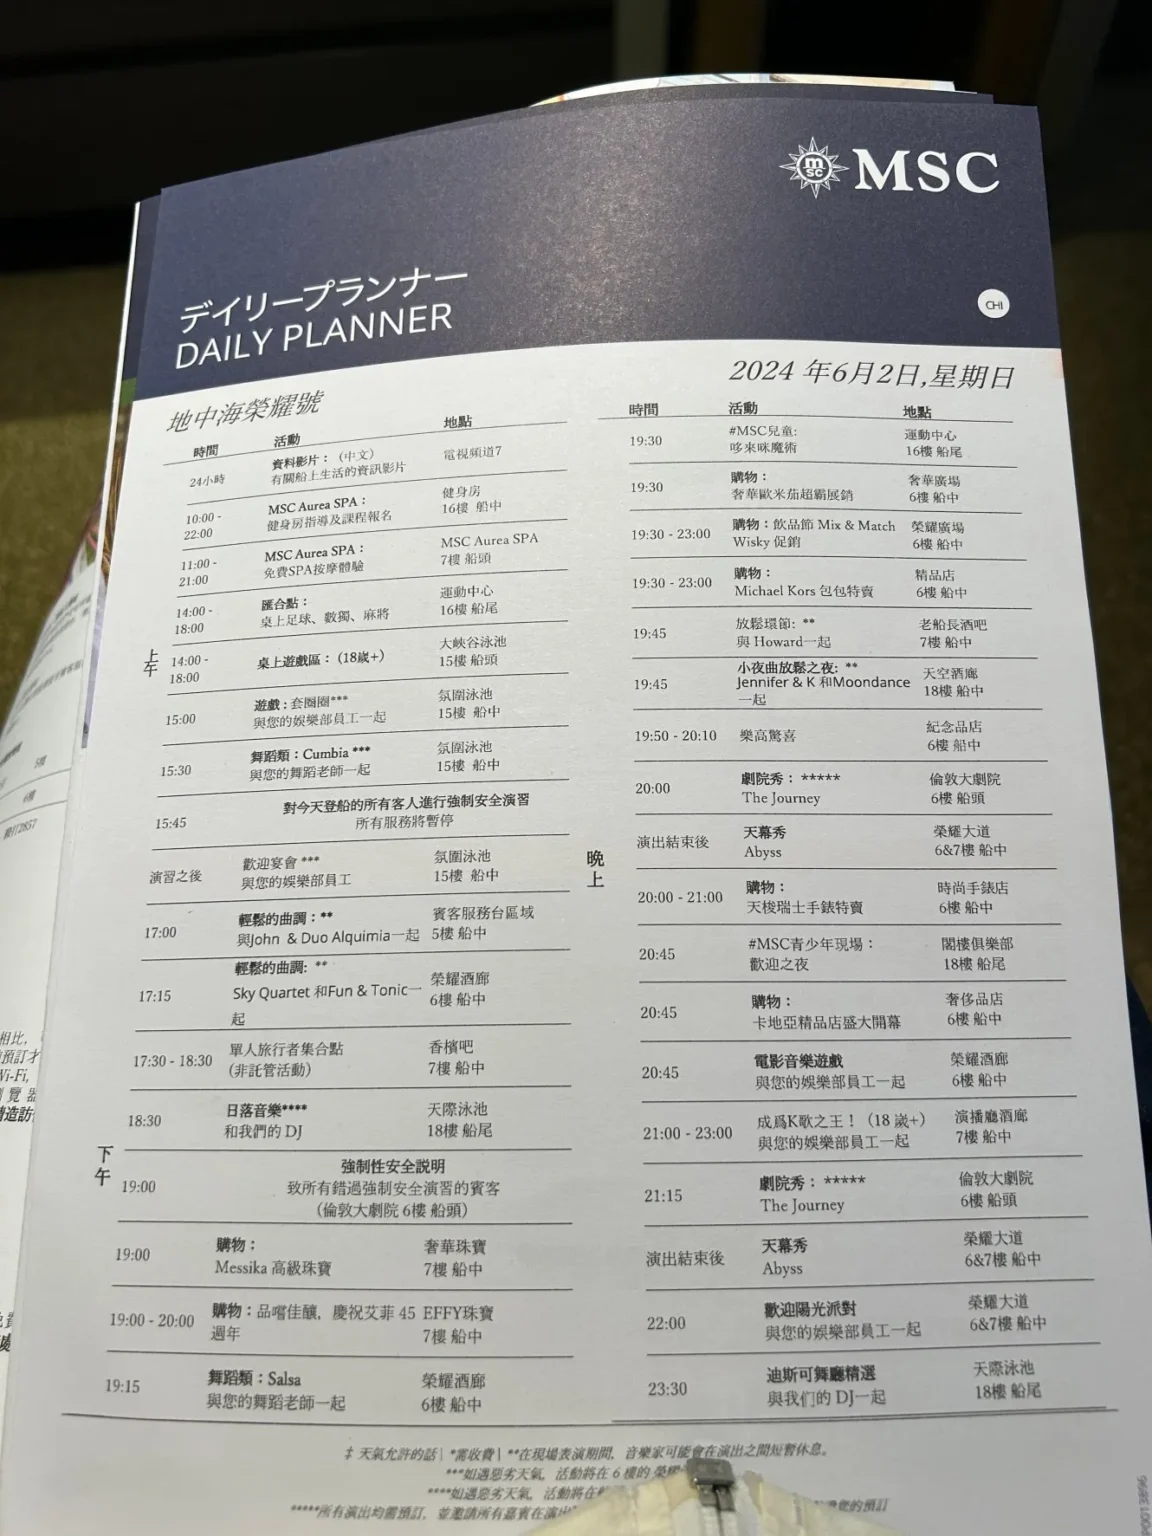 m
sc
MSC
デイリープランナー
DAILY PLANNER
CHI
2024 年6月2日,星期日
地中海榮耀號
時間 活動 地點
24小時 資料影片：（中文） 電視頻道7
有關船上生活的資訊影片
10:00 - MSC Aurea SPA： 健身房
22:00 健身房指導及課程報名 16樓 船中
11:00 - MSC Aurea SPA： MSC Aurea SPA
21:00 免費SPA按摩體驗 7樓 船頭
14:00 - 匯合點： 運動中心
18:00 桌上足球、數獨、麻將 16樓 船尾
上午
14:00 - 桌上遊戲區：（18歲+） 大峽谷泳池
18:00 15樓 船頭
15:00 遊戲：套圈圈*** 氛圍泳池
與您的娛樂部員工一起 15樓 船中
15:30 舞蹈類：Cumbia *** 氛圍泳池
與您的舞蹈老師一起 15樓 船中
15:45 對今天登船的所有客人進行強制安全演習
所有服務將暫停
演習之後 歡迎宴會 *** 氛圍泳池
與您的娛樂部員工 15樓 船中
17:00 輕鬆的曲調：** 賓客服務台區域
與John & Duo Alquimia一起 5樓 船中
17:15 輕鬆的曲調: ** 榮耀酒廊
Sky Quartet 和Fun & Tonic一 6樓 船中
起
17:30 - 18:30 單人旅行者集合點 香檳吧
(非託管活動) 7樓 船中
18:30 日落音樂**** 天際泳池
和我們的 DJ 18樓 船尾
下午
19:00 強制性安全説明
致所有錯過強制安全演習的賓客
（倫敦大劇院 6樓 船頭）
19:00 購物： 奢華珠寶
Messika 高級珠寶 7樓 船中
19:00 - 20:00 購物：品嚐佳釀，慶祝艾菲 45 EFFY珠寶
週年 7樓 船中
19:15 舞蹈類：Salsa 榮耀酒廊
與您的舞蹈老師一起 6樓 船中
時間 活動 地點
19:30 #MSC兒童: 運動中心
哆來咪魔術 16樓 船尾
19:30 購物： 奢華廣場
奢華歐米茄超霸展銷 6樓 船中
19:30 - 23:00 購物：飲品節 Mix & Match 榮耀廣場
Wisky 促銷 6樓 船中
19:30 - 23:00 購物： 精品店
Michael Kors 包包特賣 6樓 船中
19:45 放鬆環節: ** 老船長酒吧
與 Howard一起 7樓 船中
19:45 小夜曲放鬆之夜: ** 天空酒廊
Jennifer & K 和Moondance 18樓 船中
一起
19:50 - 20:10 樂高驚喜 紀念品店
6樓 船中
20:00 劇院秀： ***** 倫敦大劇院
The Journey 6樓 船頭
演出結束後 天幕秀 榮耀大道
Abyss 6&7樓 船中
晚上
20:00 - 21:00 購物： 時尚手錶店
天梭瑞士手錶特賣 6樓 船中
20:45 #MSC青少年現場： 閣樓俱樂部
歡迎之夜 18樓 船尾
20:45 購物： 奢侈品店
卡地亞精品店盛大開幕 6樓 船中
20:45 電影音樂遊戲 榮耀酒廊
與您的娛樂部員工一起 6樓 船中
21:00 - 23:00 成爲K歌之王！（18 歲+） 演播廳酒廊
與您的娛樂部員工一起 7樓 船中
21:15 劇院秀： ***** 倫敦大劇院
The Journey 6樓 船頭
演出結束後 天幕秀 榮耀大道
Abyss 6&7樓 船中
22:00 歡迎陽光派對 榮耀大道
與您的娛樂部員工一起 6&7樓 船中
23:30 迪斯可舞廳精選 天際泳池
與我們的 DJ一起 18樓 船尾
‡ 天氣允許的話 | *需收費 | **在現場表演期間，音樂家可能會在演出之間短暫休息。
***如遇惡劣天氣，活動將在 6 樓的 榮耀
****如遇惡劣天氣，活動將在
*****所有演出均需預訂，並邀請所有嘉賓在演出 您的預訂